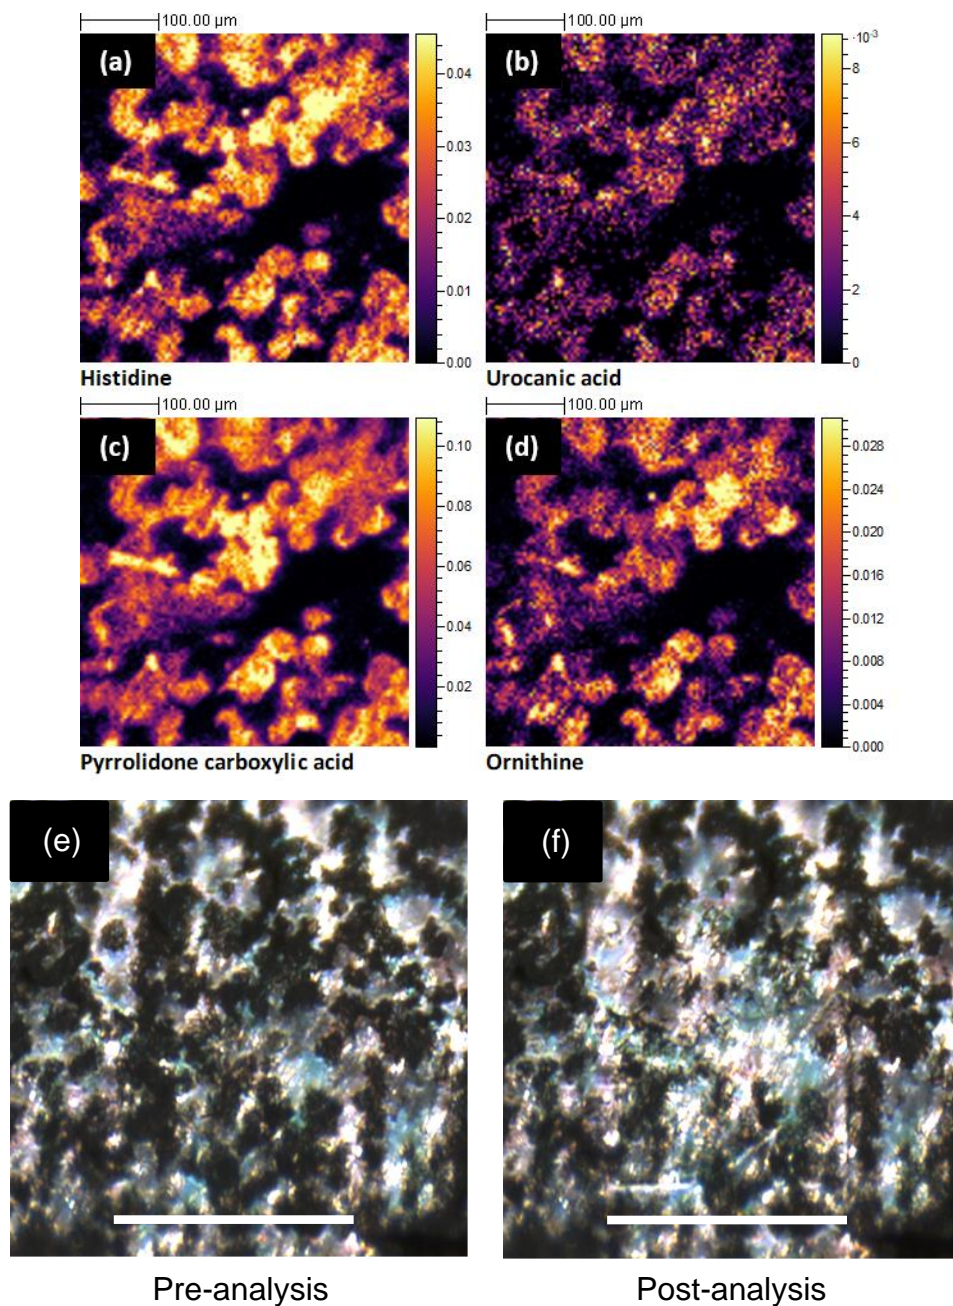 100.00 µm
100.00 µm
(a)
0.04
0.03
0.02
0.01
0.00
(b)
·10⁻³
8
6
4
2
0
Histidine
Urocanic acid
100.00 µm
100.00 µm
(c)
0.10
0.08
0.06
0.04
0.02
(d)
0.028
0.024
0.020
0.016
0.012
0.008
0.004
0.000
Pyrrolidone carboxylic acid
Ornithine
(e)
(f)
Pre-analysis
Post-analysis